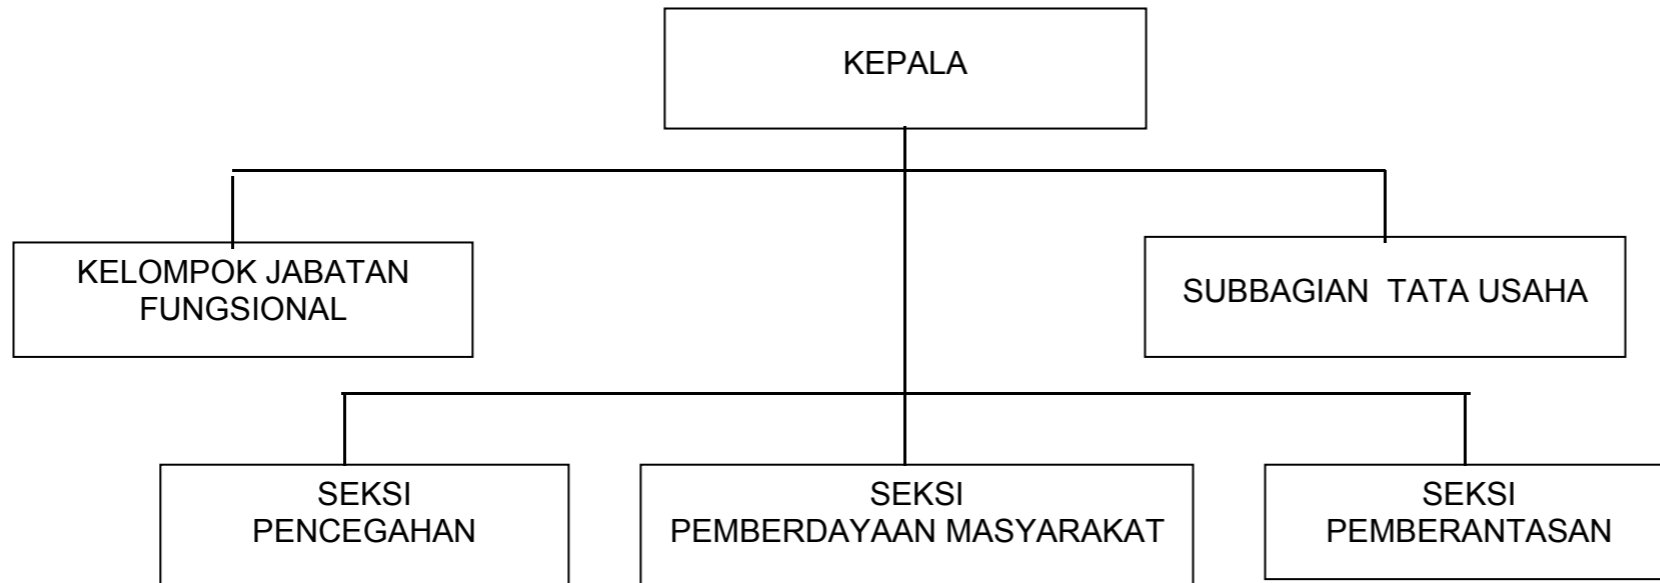 KEPALA
KELOMPOK JABATAN
FUNGSIONAL
SUBBAGIAN  TATA USAHA
SEKSI
PENCEGAHAN
SEKSI
PEMBERDAYAAN MASYARAKAT
SEKSI
PEMBERANTASAN